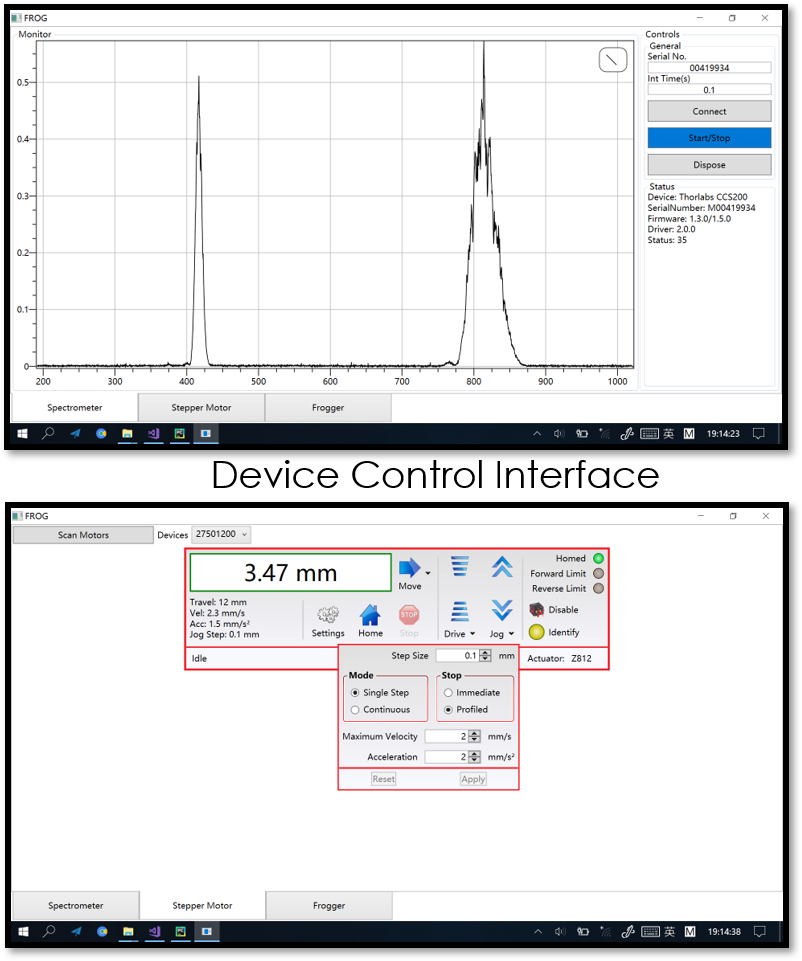 FROG
Monitor
0.5
0.4
0.3
0.2
0.1
0
200 300 400 500 600 700 800 900 1000
Controls
General
Serial No.
00419934
Int Time(s)
0.1
Connect
Start/Stop
Dispose
Status
Device: Thorlabs CCS200
SerialNumber: M00419934
Firmware: 1.3.0/1.5.0
Driver: 2.0.0
Status: 35
Spectrometer Stepper Motor Frogger
英 M 19:14:23
Device Control Interface
FROG
Scan Motors Devices 27501200
3.47 mm
Travel: 12 mm
Vel: 2.3 mm/s
Acc: 1.5 mm/s²
Jog Step: 0.1 mm
Move
Settings Home STOP Stop
Drive Jog
Homed
Forward Limit
Reverse Limit
Disable
Identify
Idle
Actuator: Z812
Step Size 0.1 mm
Mode
Single Step
Continuous
Stop
Immediate
Profiled
Maximum Velocity 2 mm/s
Acceleration 2 mm/s²
Reset Apply
Spectrometer Stepper Motor Frogger
英 M 19:14:38